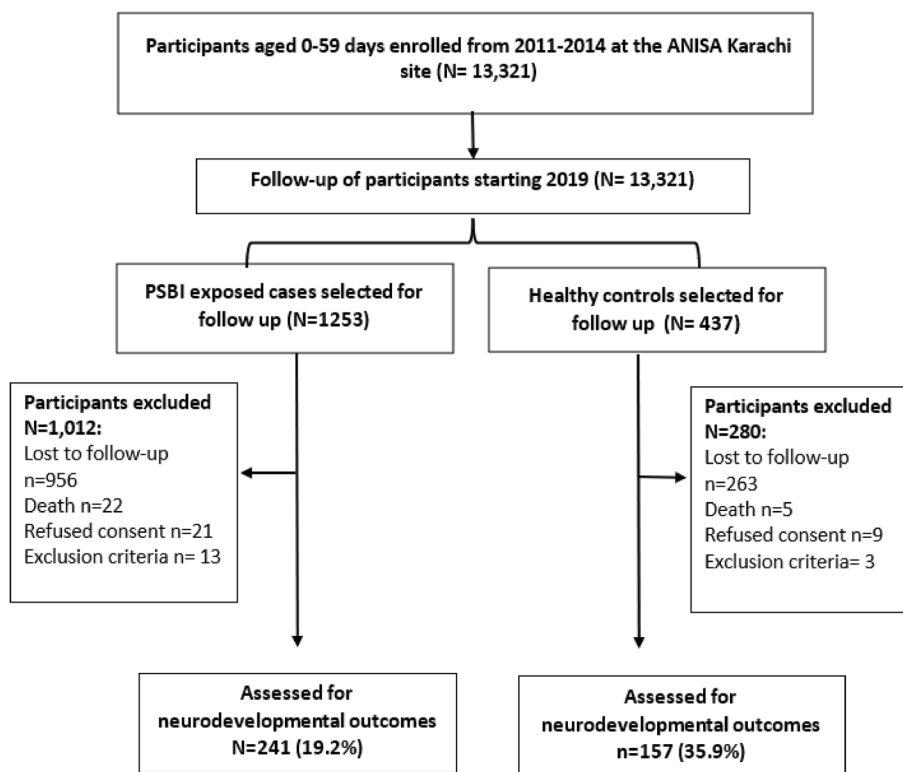 Participants aged 0-59 days enrolled from 2011-2014 at the ANISA Karachi
site (N= 13,321)
Follow-up of participants starting 2019 (N= 13,321)
PSBI exposed cases selected for
follow up (N=1253)
Healthy controls selected for
follow up (N= 437)
Participants excluded
N=1,012:
Lost to follow-up
n=956
Death n=22
Refused consent n=21
Exclusion criteria n= 13
Participants excluded
N=280:
Lost to follow-up
n=263
Death n=5
Refused consent n=9
Exclusion criteria= 3
Assessed for
neurodevelopmental outcomes
N=241 (19.2%)
Assessed for
neurodevelopmental outcomes
n=157 (35.9%)